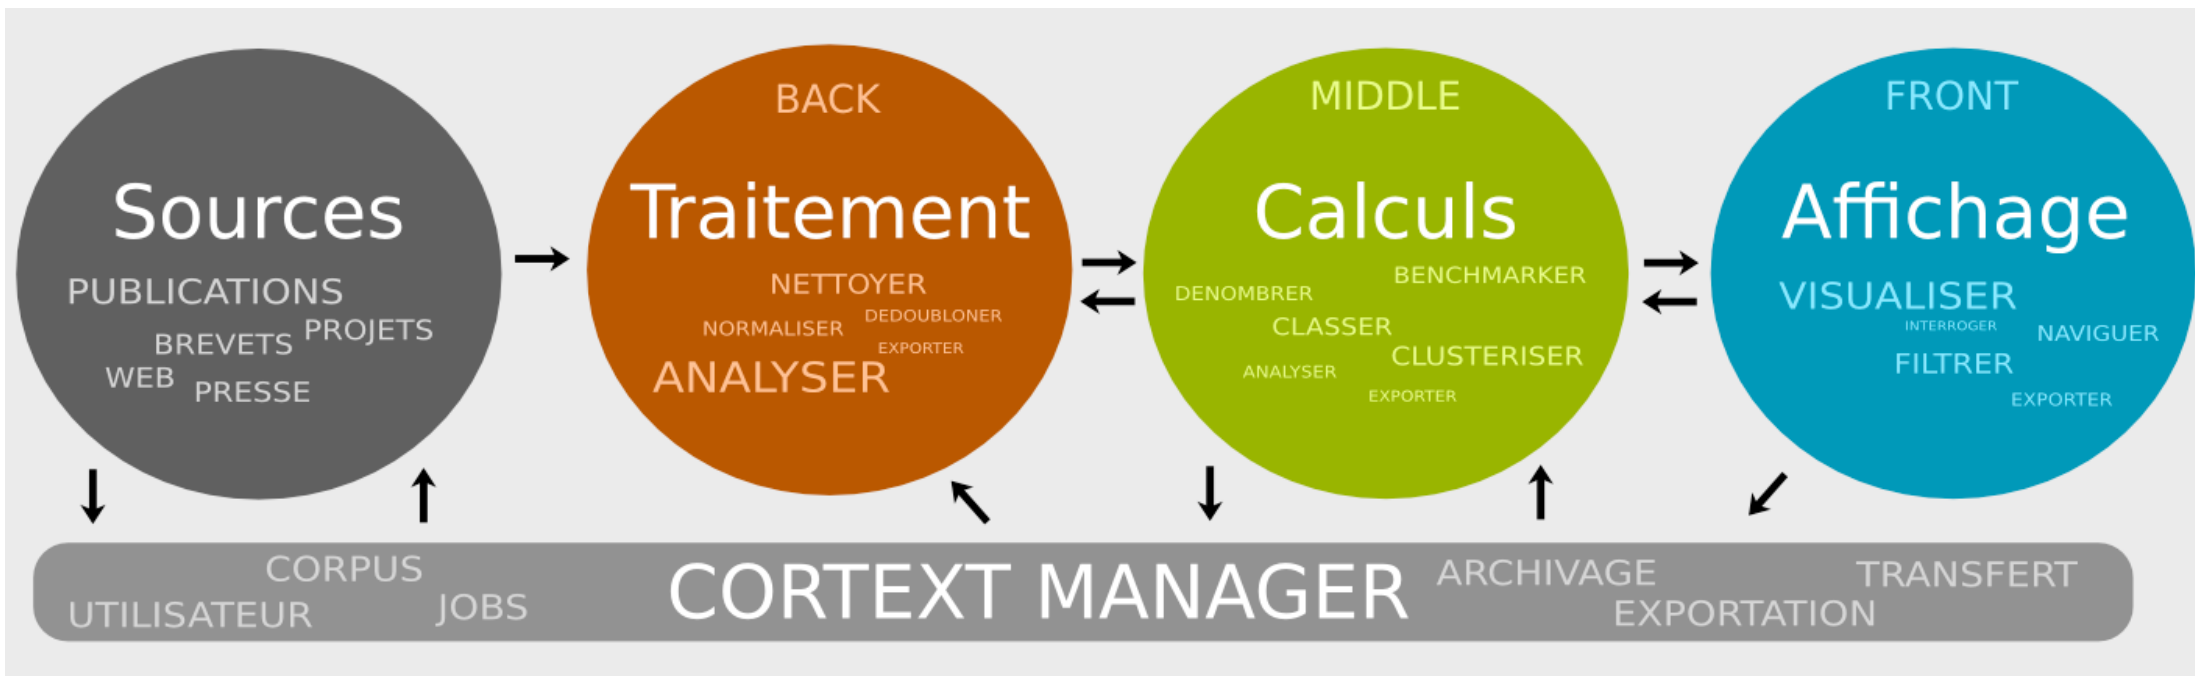 Sources
PUBLICATIONS
PROJETS
BREVETS
WEB
PRESSE
BACK
Traitement
NETTOYER
DEDOUBLONER
NORMALISER
EXPORTER
ANALYSER
MIDDLE
Calculs
BENCHMARKER
DENOMBRER
CLASSER
CLUSTERISER
ANALYSER
EXPORTER
FRONT
Affichage
VISUALISER
INTERROGER
NAVIGUER
FILTRER
EXPORTER
CORPUS
UTILISATEUR
JOBS
CORTEXT MANAGER
ARCHIVAGE
TRANSFERT
EXPORTATION